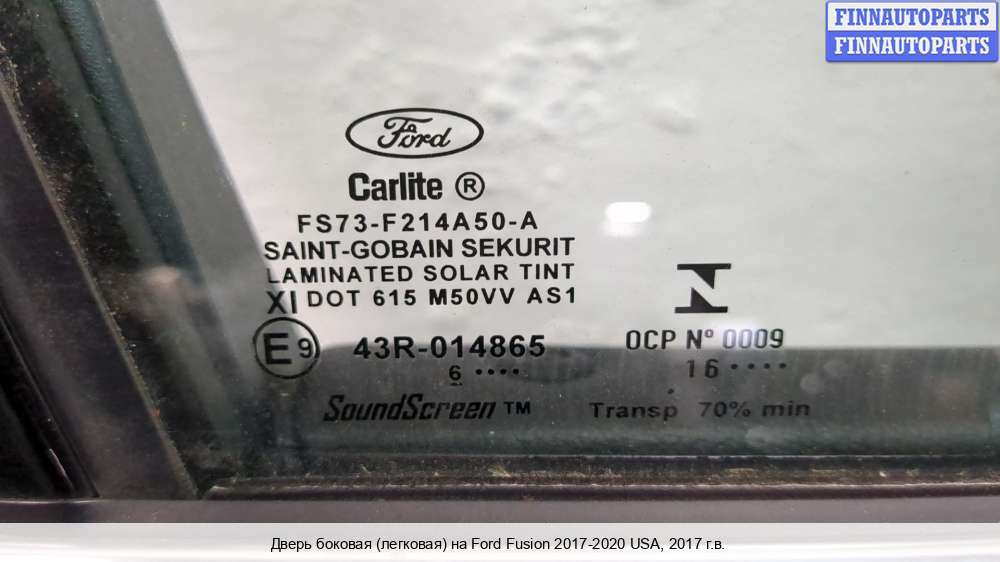 FINNAUTOPARTS
FINNAUTOPARTS
Ford
Carlite ®
FS73-F214A50-A
SAINT-GOBAIN SEKURIT
LAMINATED SOLAR TINT
XI DOT 615 M50VV AS1
E9 43R-014865
6 ....
SoundScreen ™
N
OCP Nº 0009
16 ....
Transp 70% min
Дверь боковая (легковая) на Ford Fusion 2017-2020 USA, 2017 г.в.